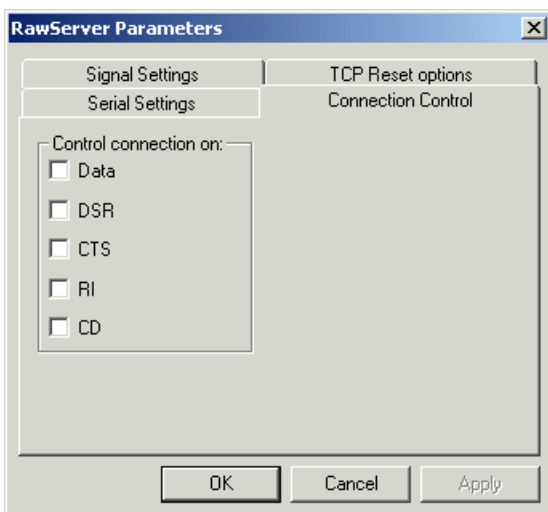 RawServer Parameters
Signal Settings TCP Reset options
Serial Settings Connection Control
Control connection on:
Data
DSR
CTS
RI
CD
OK Cancel Apply